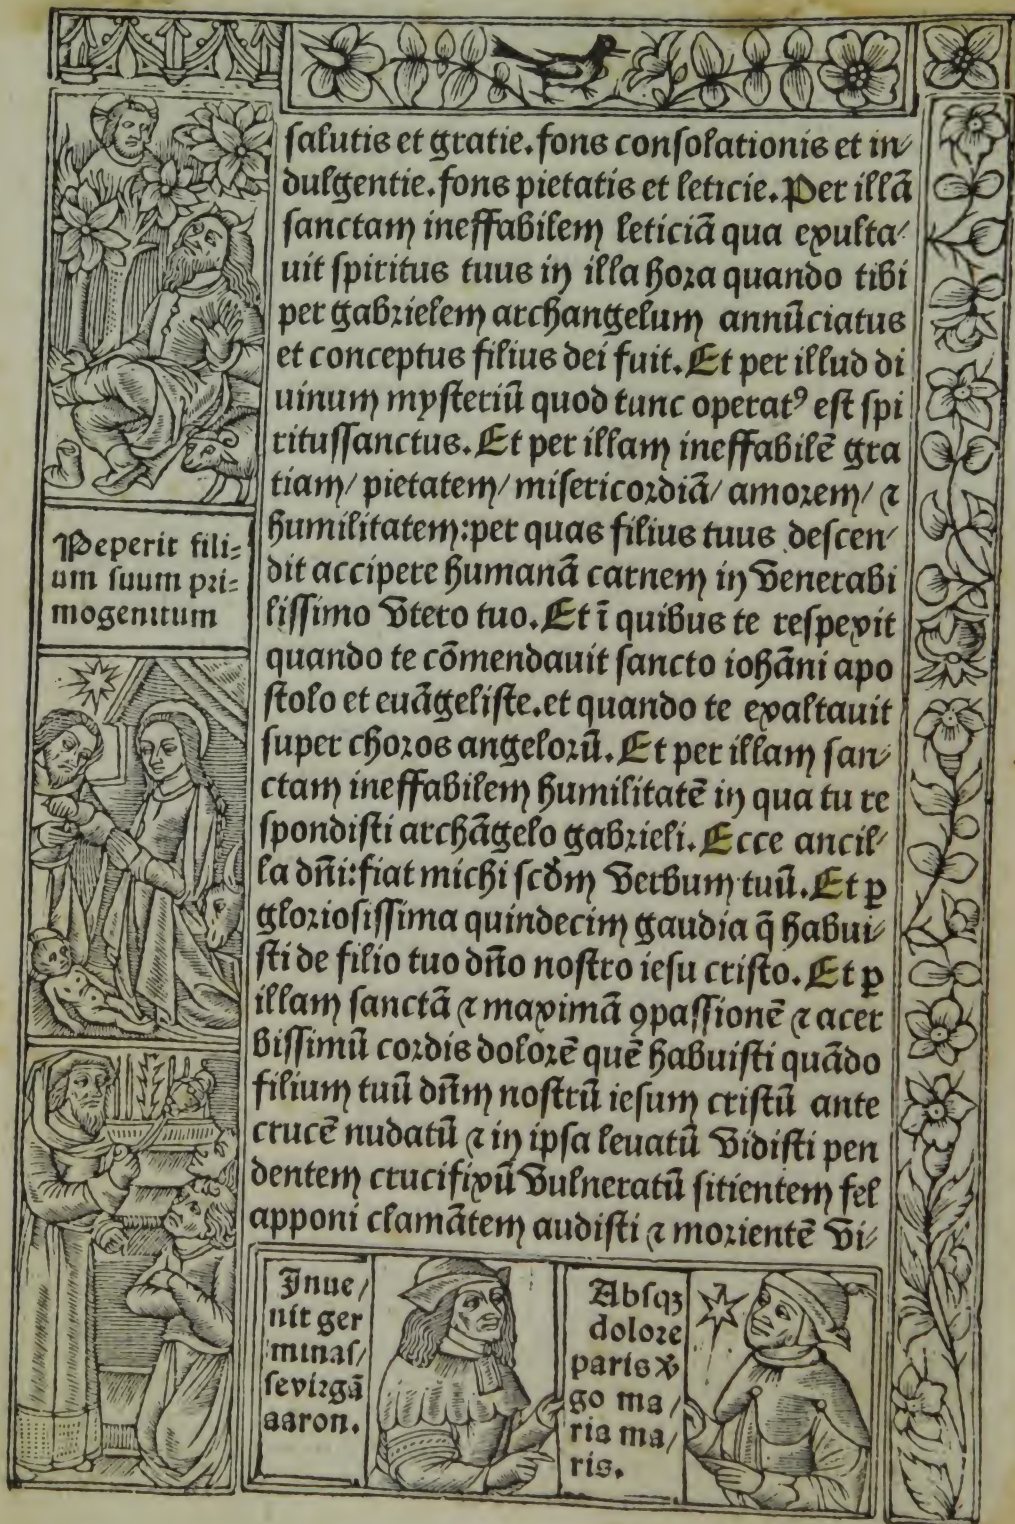 salutis et gratie. fons consolationis et in⸗
dulgentie. fons pietatis et leticie. Per illā
sanctam ineffabilem leticiā qua exulta⸗
uit spiritus tuus in illa hora quando tibi
per gabrielem archangelum annūciatus
et conceptus filius dei fuit. Et per illud di
uinum mysteriū quod tunc operatꝰ est spi
ritussanctus. Et per illam ineffabilē gra
tiam/ pietatem/ misericordiā/ amorem/ ⁊
humilitatem: per quas filius tuus descen⸗
dit accipere humanā carnem in venerabi
lissimo vtero tuo. Et ī quibus te respexit
quando te cōmendauit sancto iohāni apo
stolo et euāgeliste. et quando te exaltauit
super choros angelorū. Et per illam san⸗
ctam ineffabilem humilitatē in qua tu re
spondisti archāgelo gabrieli. Ecce ancil⸗
la dn̄i: fiat michi scd̄m verbum tuū. Et ꝑ
gloriosissima quindecim gaudia q̄ habui⸗
sti de filio tuo dn̄o nostro iesu cristo. Et ꝑ
illam sanctā ⁊ maximā ꝯpassionē ⁊ acer
bissimū cordis dolorē quē habuisti quādo
filium tuū dn̄m nostrū iesum cristū ante
crucē nudatū ⁊ in ipsa leuatū vidisti pen
dentem crucifixū vulneratū sitientem fel
apponi clamātem audisti ⁊ morientē vi⸗
Peperit fili⸗
um suum pri⸗
mogenitum
Inue/
nit ger
minas/
se virgā
aaron.
Absqꝫ
dolore
paris v̄
go ma/
ria ma/
ris.